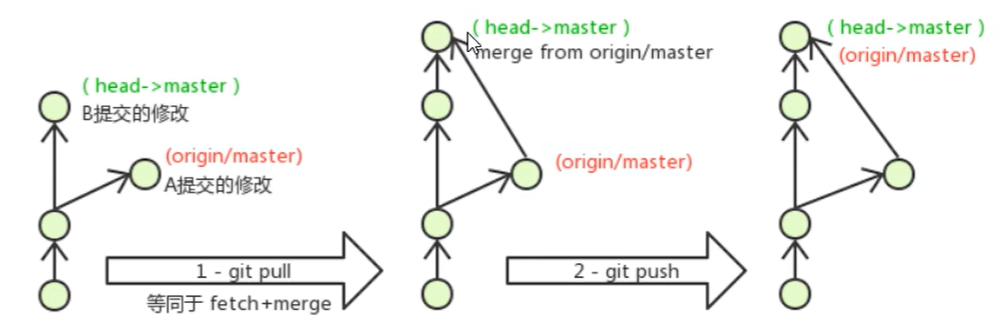 ( head->master )
B提交的修改
(origin/master)
A提交的修改
1 - git pull
等同于 fetch+merge
( head->master )
merge from origin/master
(origin/master)
2 - git push
( head->master )
(origin/master)